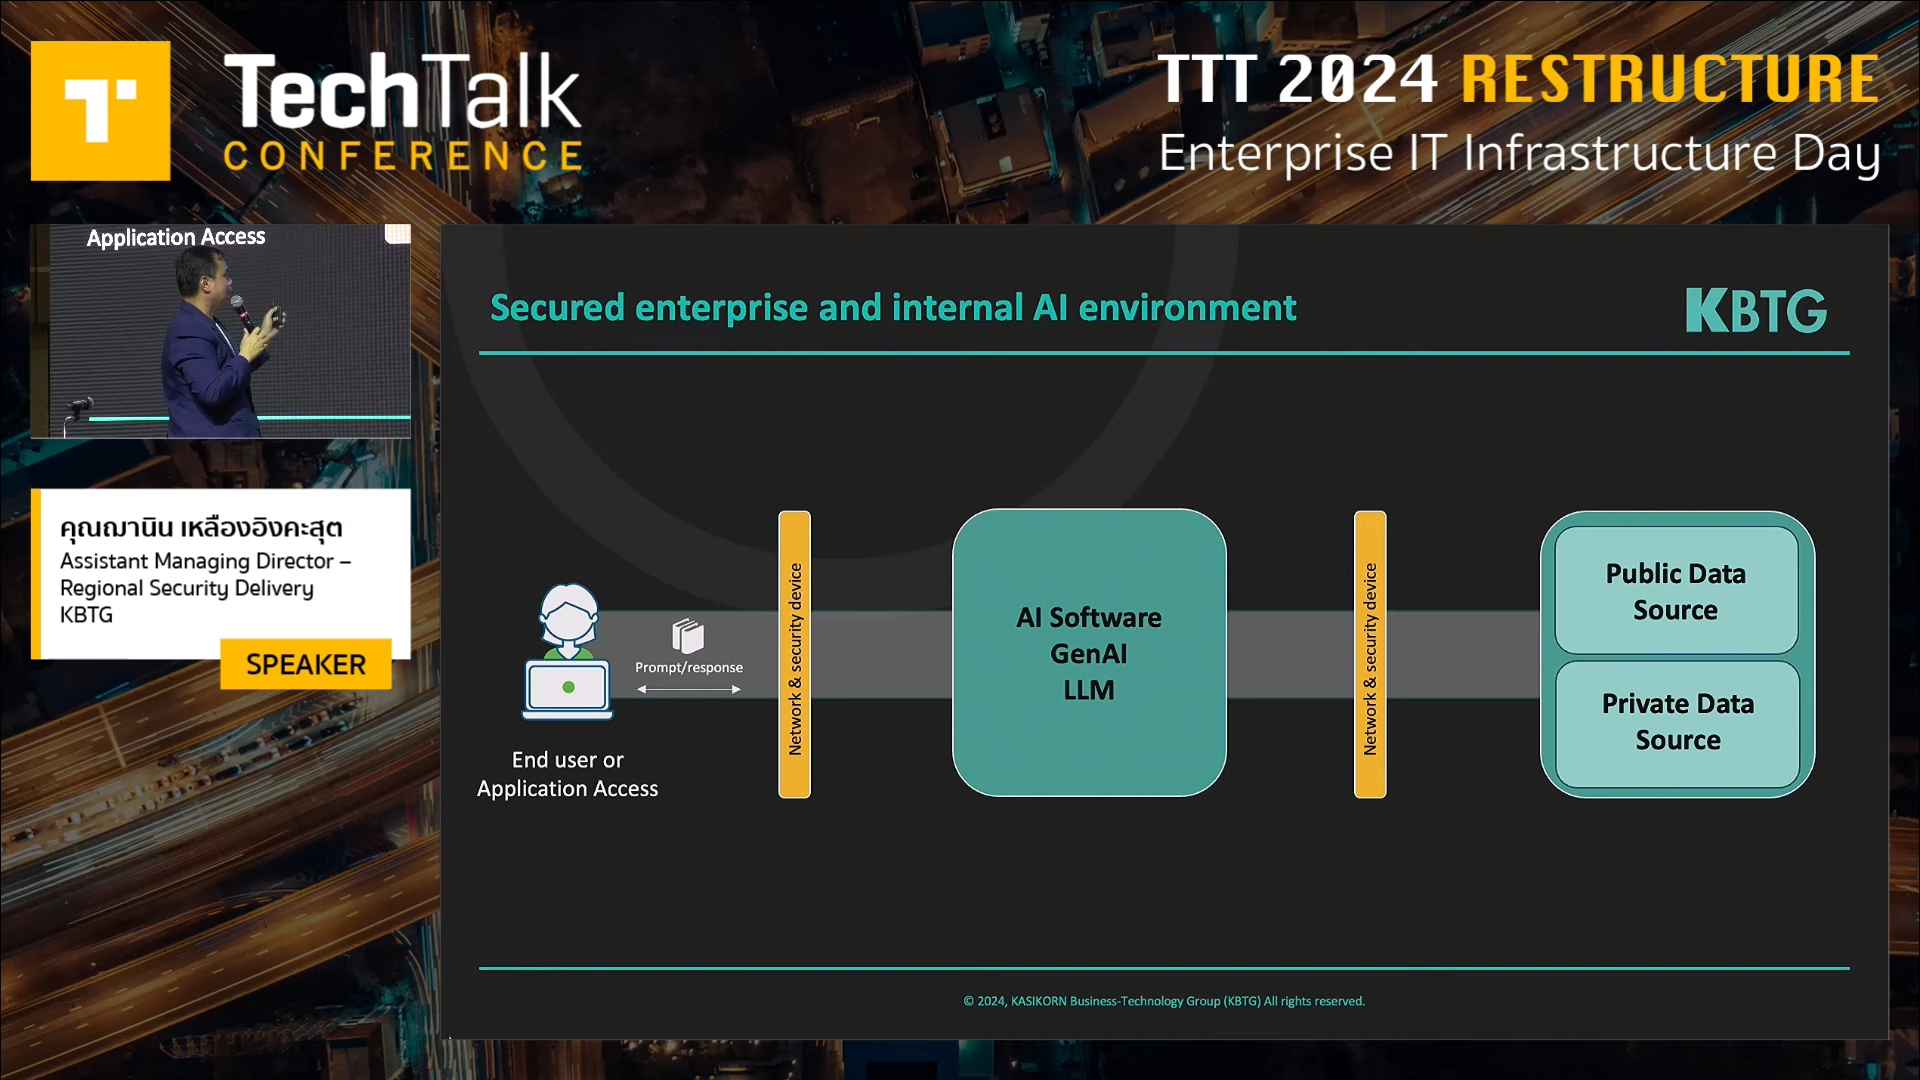 TechTalk
CONFERENCE
TTT 2024 RESTRUCTURE
Enterprise IT Infrastructure Day
Application Access
คุณฌานิน เหลืองอิงคะสุต
Assistant Managing Director –
Regional Security Delivery
KBTG
SPEAKER
Secured enterprise and internal AI environment
KBTG
Prompt/response
End user or
Application Access
Network & security device
AI Software
GenAI
LLM
Network & security device
Public Data
Source
Private Data
Source
© 2024, KASIKORN Business-Technology Group (KBTG) All rights reserved.